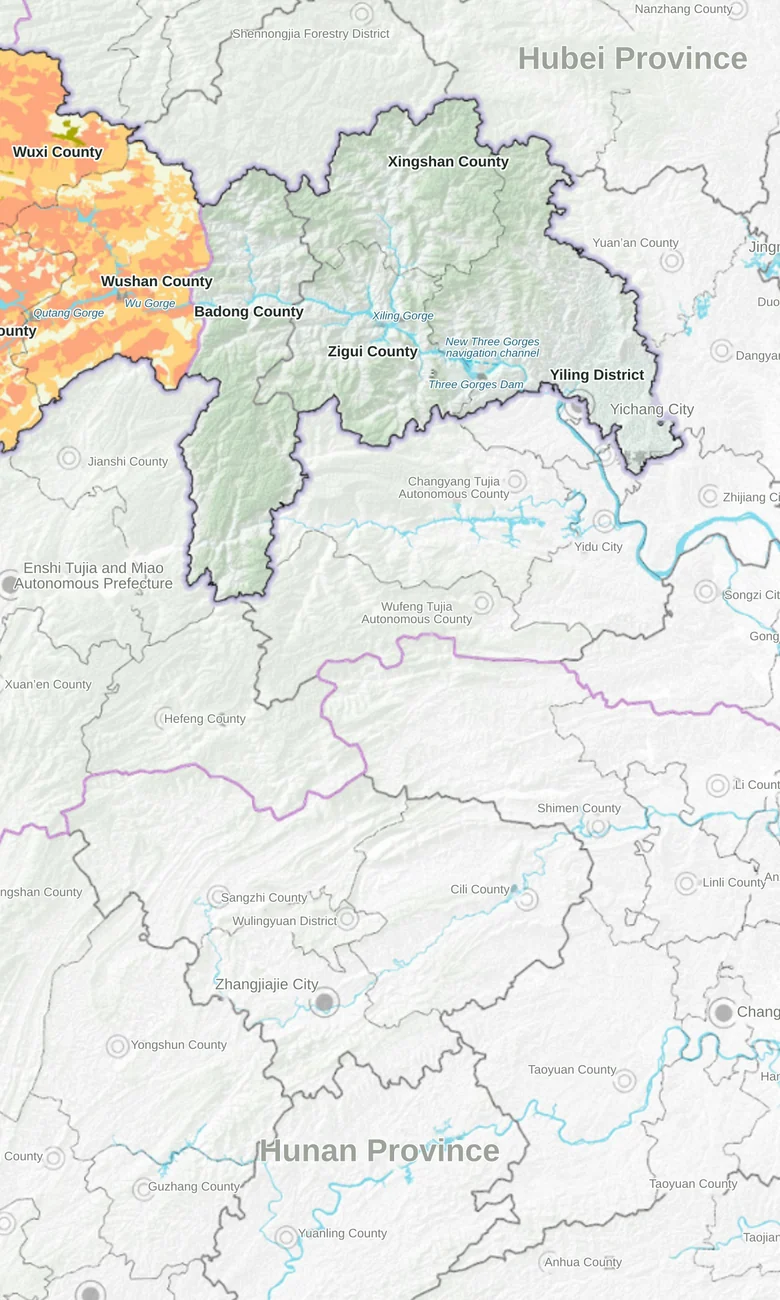 Nanzhang County
Shennongjia Forestry District
Hubei Province
Wuxi County
Xingshan County
Yuan'an County
Jingm
Wushan County
Wu Gorge
Qutang Gorge
Badong County
Xiling Gorge
Duo
ounty
New Three Gorges
navigation channel
Zigui County
Dangyan
Three Gorges Dam
Yiling District
Yichang City
Jianshi County
Changyang Tujia
Autonomous County
Zhijiang Ci
Yidu City
Enshi Tujia and Miao
Autonomous Prefecture
Songzi Cit
Wufeng Tujia
Autonomous County
Gong
Xuan'en County
Hefeng County
Li Count
Shimen County
ngshan County
Sangzhi County
Cili County
Linli County
An
Wulingyuan District
Zhangjiajie City
Chang
Yongshun County
Taoyuan County
Han
Hunan Province
County
Guzhang County
Taoyuan County
Yuanling County
Taojian
Anhua County